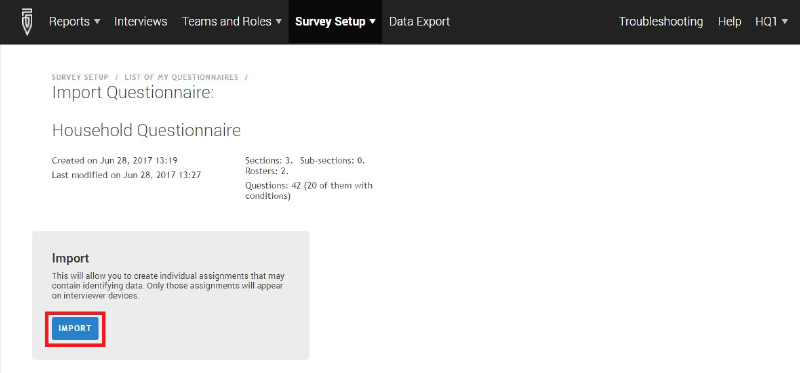 Reports Interviews Teams and Roles Survey Setup Data Export Troubleshooting Help HQ1
SURVEY SETUP / LIST OF MY QUESTIONNAIRES /
Import Questionnaire:
Household Questionnaire
Created on Jun 28, 2017 13:19
Last modified on Jun 28, 2017 13:27
Sections: 3. Sub-sections: 0.
Rosters: 2.
Questions: 42 (20 of them with
conditions)
Import
This will allow you to create individual assignments that may
contain identifying data. Only those assignments will appear
on interviewer devices.
IMPORT